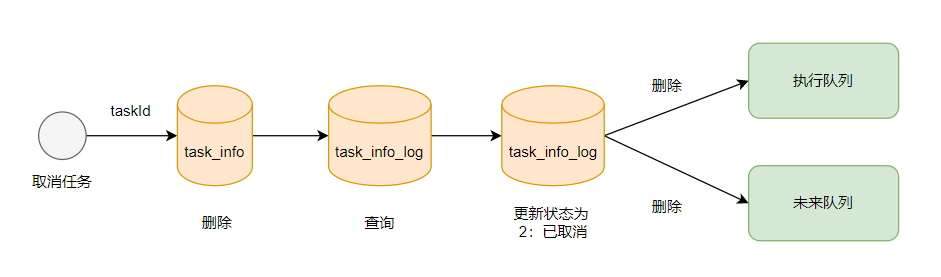 取消任务
taskId
task_info
删除
task_info_log
查询
task_info_log
更新状态为
2：已取消
删除
执行队列
删除
未来队列